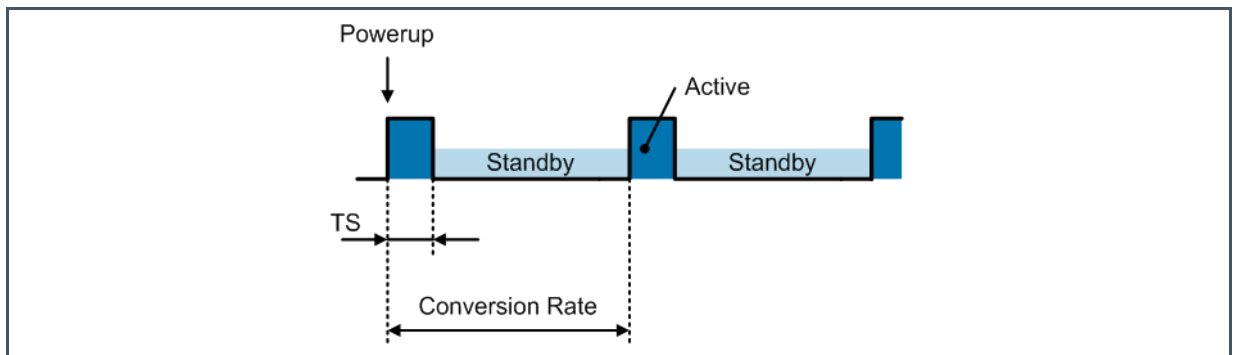 Powerup
Active
Standby
Standby
TS
Conversion Rate